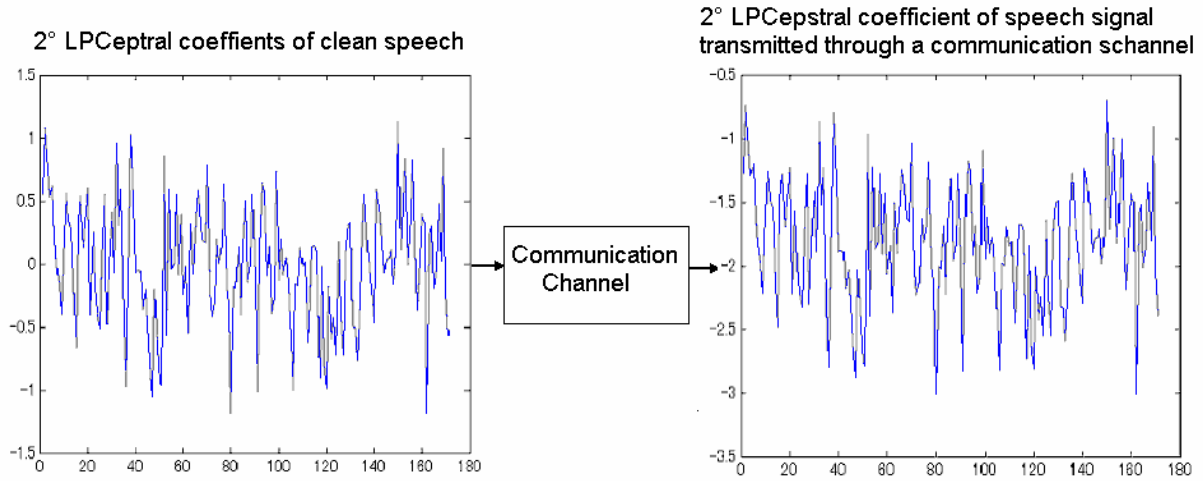 2° LPCeptral coeffients of clean speech
2° LPCepstral coefficient of speech signal
transmitted through a communication schannel
1.5
1
0.5
0
-0.5
-1
-1.5
0 20 40 60 80 100 120 140 160 180
Communication
Channel
-0.5
-1
-1.5
-2
-2.5
-3
-3.5
0 20 40 60 80 100 120 140 160 180